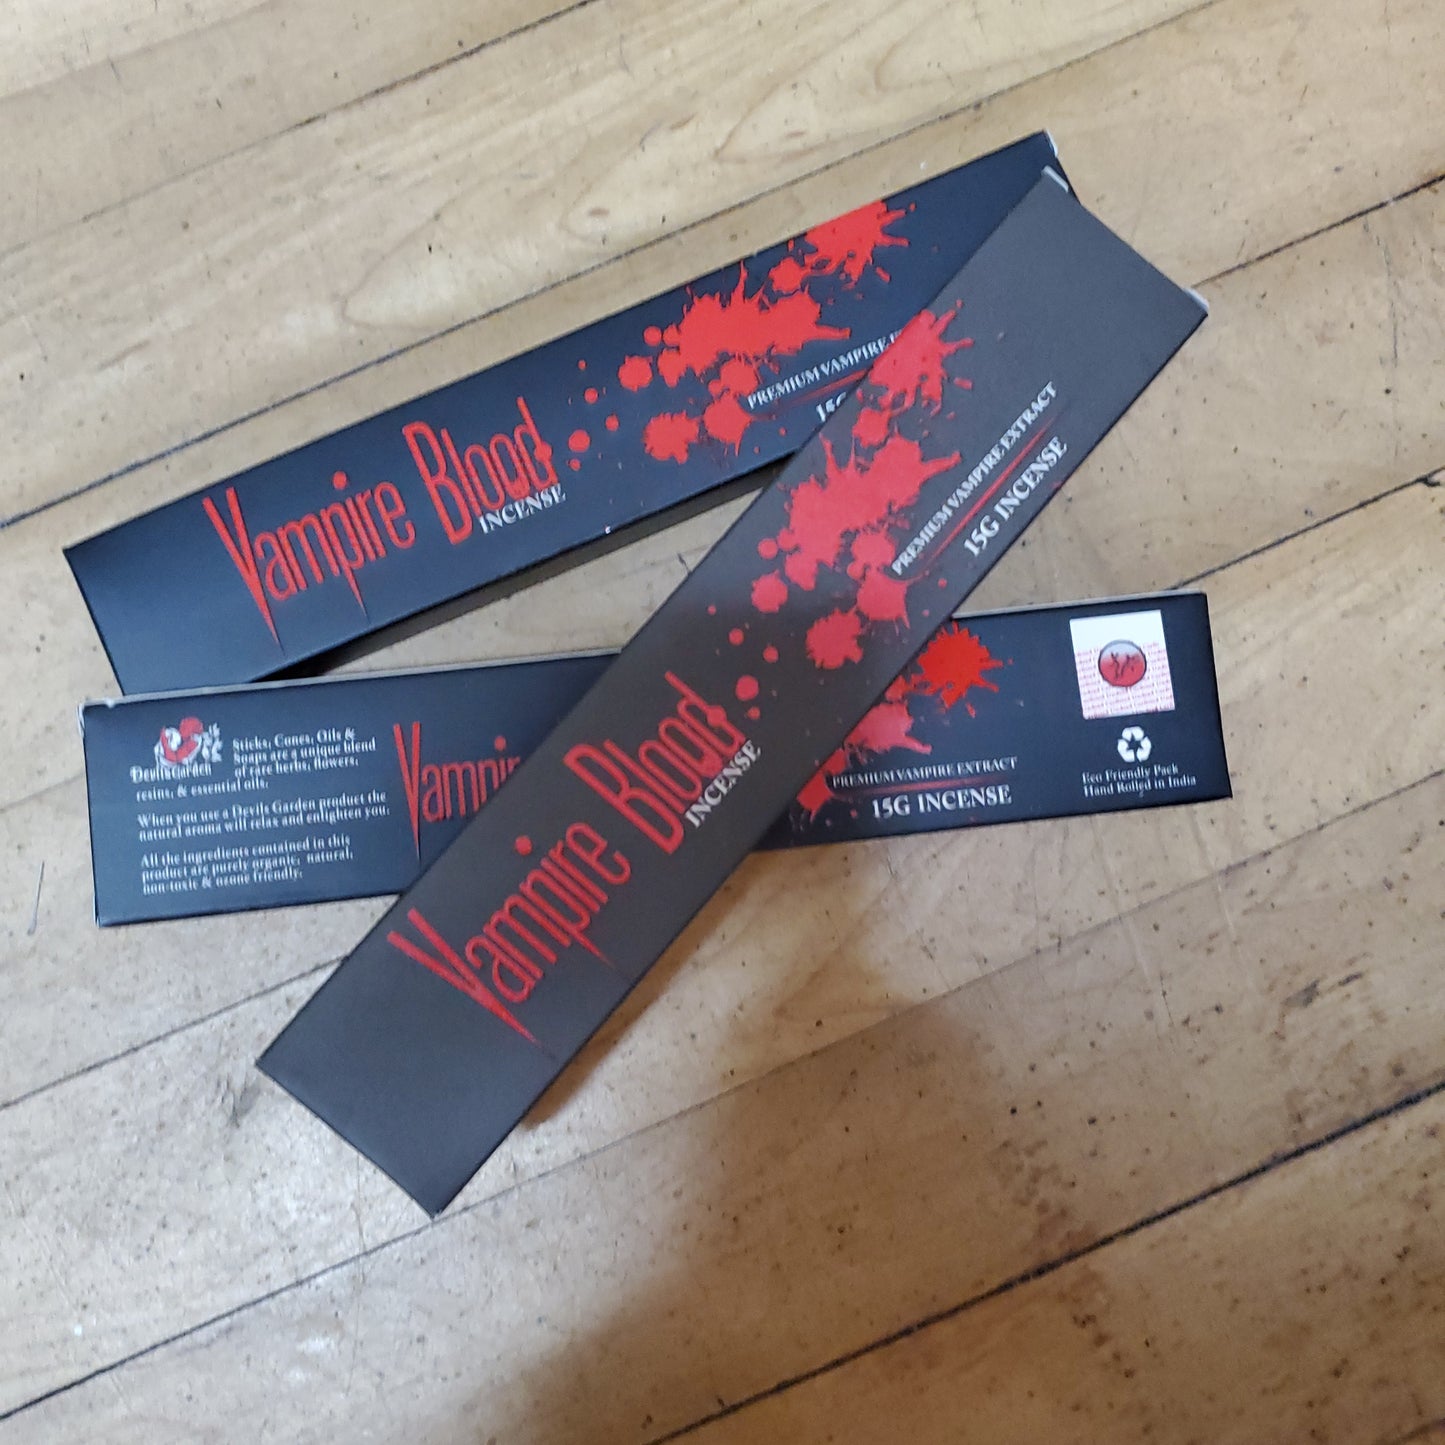 Vampire Blood
INCENSE
PREMIUM VAMPIRE
Vampire Blood
INCENSE
PREMIUM VAMPIRE EXTRACT
15G INCENSE
Devils Garden
Sticks, Cones, Oils &
Soaps are a unique blend
of rare herbs, flowers,
resins, & essential oils.
When you use a Devils Garden product the
natural aroma will relax and enlighten you.
All the ingredients contained in this
product are purely organic, natural,
non-toxic & ozone friendly.
Vampir
PREMIUM VAMPIRE EXTRACT
15G INCENSE
Eco Friendly Pack
Hand Rolled in India